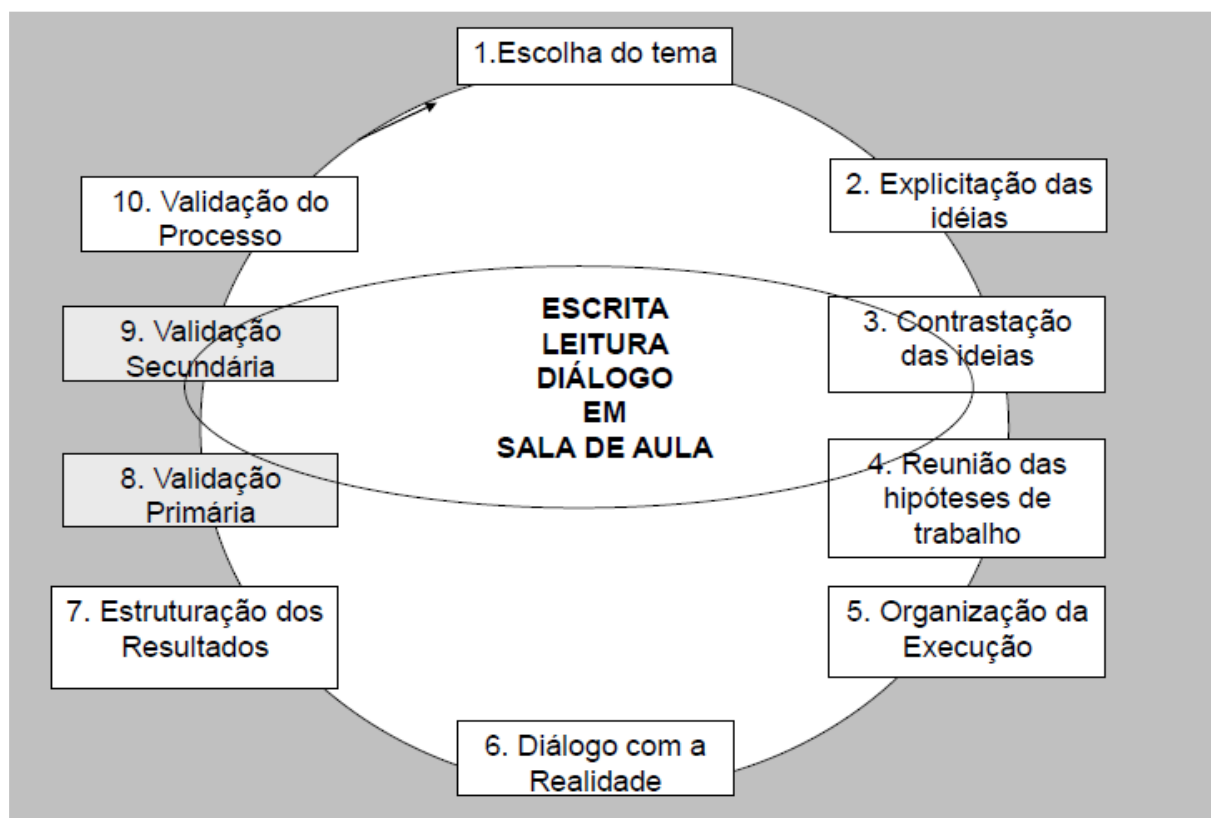 1.Escolha do tema
2. Explicitação das
idéias
3. Contrastação
das ideias
4. Reunião das
hipóteses de
trabalho
5. Organização da
Execução
6. Diálogo com a
Realidade
7. Estruturação dos
Resultados
8. Validação
Primária
9. Validação
Secundária
10. Validação do
Processo
ESCRITA
LEITURA
DIÁLOGO
EM
SALA DE AULA